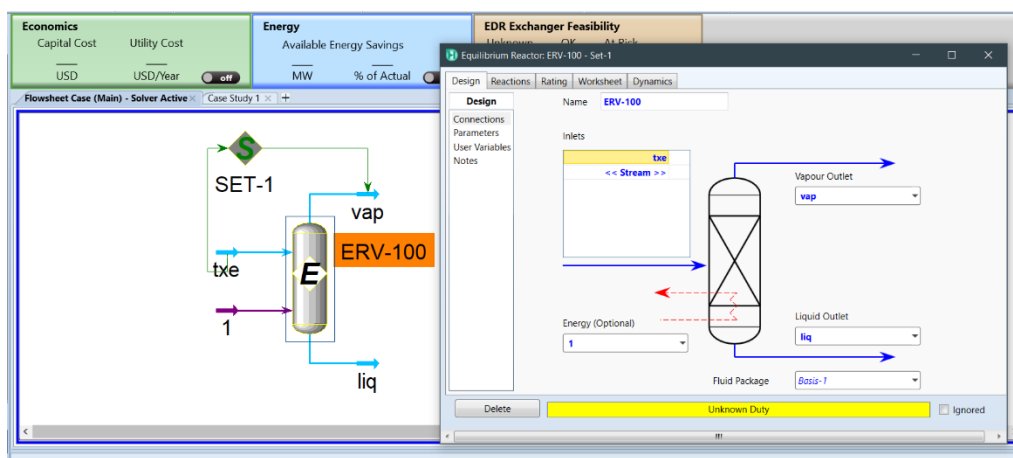 Economics
Capital Cost Utility Cost
USD USD/Year off
Energy
Available Energy Savings
MW % of Actual
EDR Exchanger Feasibility
Unknown OK At Risk
Flowsheet Case (Main) - Solver Active × Case Study 1 × +
SET-1
vap
txe
ERV-100
E
S
1
liq
Equilibrium Reactor: ERV-100 - Set-1
Design Reactions Rating Worksheet Dynamics
Design
Connections
Parameters
User Variables
Notes
Name ERV-100
Inlets
txe
<< Stream >>
Vapour Outlet
vap
Energy (Optional)
1
Liquid Outlet
liq
Fluid Package Basis-1
Delete Unknown Duty Ignored